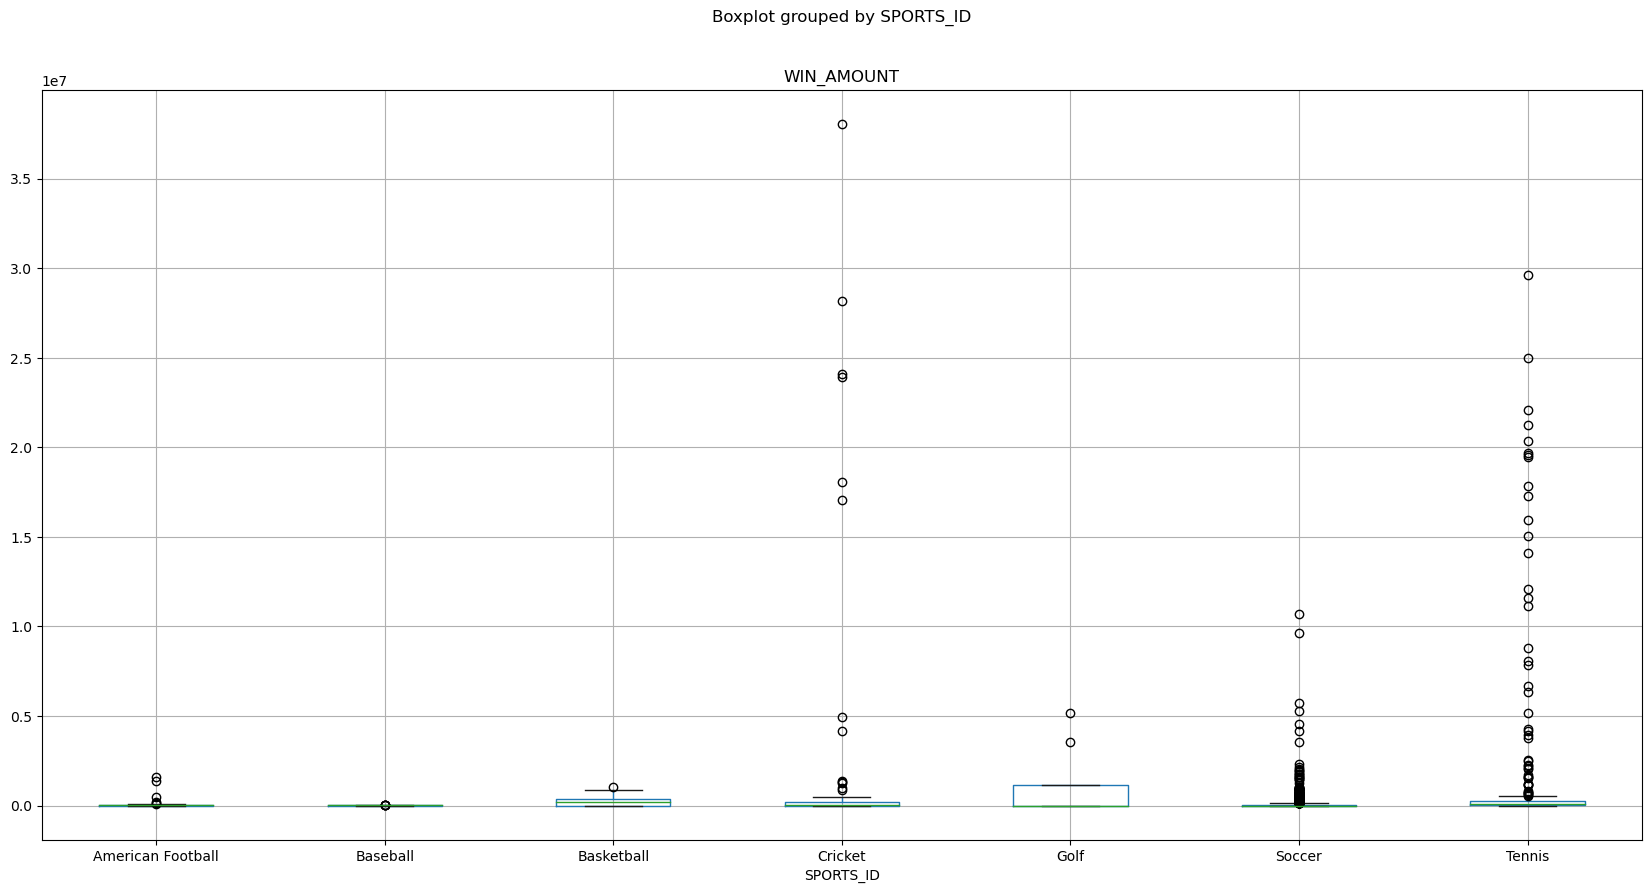 Boxplot grouped by SPORTS_ID
WIN_AMOUNT
1e7
3.5
3.0
2.5
2.0
1.5
1.0
0.5
0.0
American Football Baseball Basketball Cricket Golf Soccer Tennis
SPORTS_ID